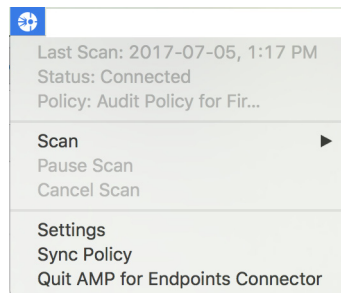 Last Scan: 2017-07-05, 1:17 PM
Status: Connected
Policy: Audit Policy for Fir...
Scan
Pause Scan
Cancel Scan
Settings
Sync Policy
Quit AMP for Endpoints Connector